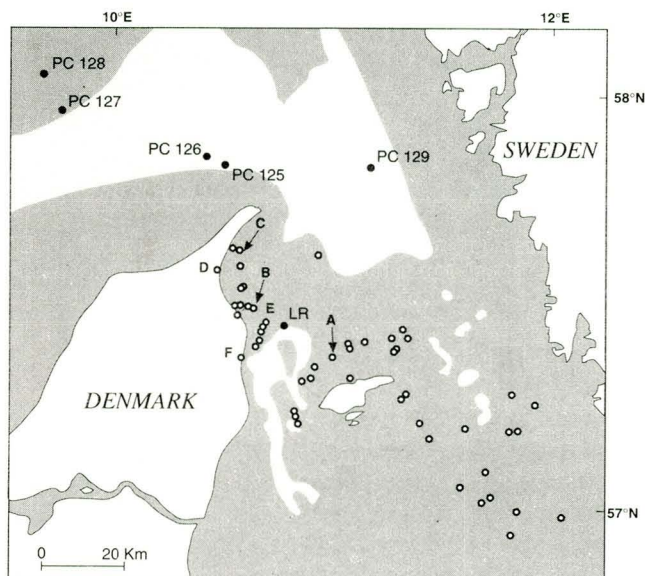 10°E 12°E
PC 128
58°N
PC 127
PC 126
PC 129
SWEDEN
PC 125
C
D
B
E
LR
A
F
DENMARK
57°N
0 20 Km